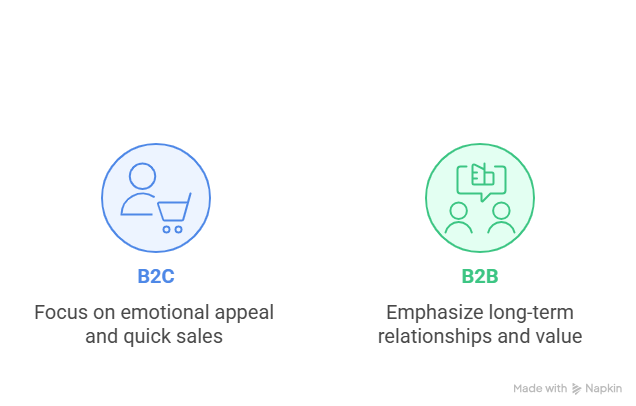 B2C
Focus on emotional appeal
and quick sales
B2B
Emphasize long-term
relationships and value
Made with Napkin